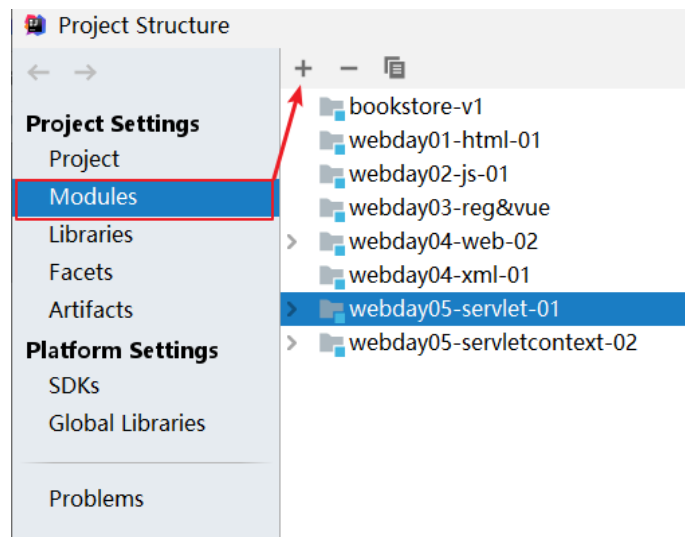 Project Structure
Project Settings
Project
Modules
Libraries
Facets
Artifacts
Platform Settings
SDKs
Global Libraries
Problems
bookstore-v1
webday01-html-01
webday02-js-01
webday03-reg&vue
webday04-web-02
webday04-xml-01
webday05-servlet-01
webday05-servletcontext-02